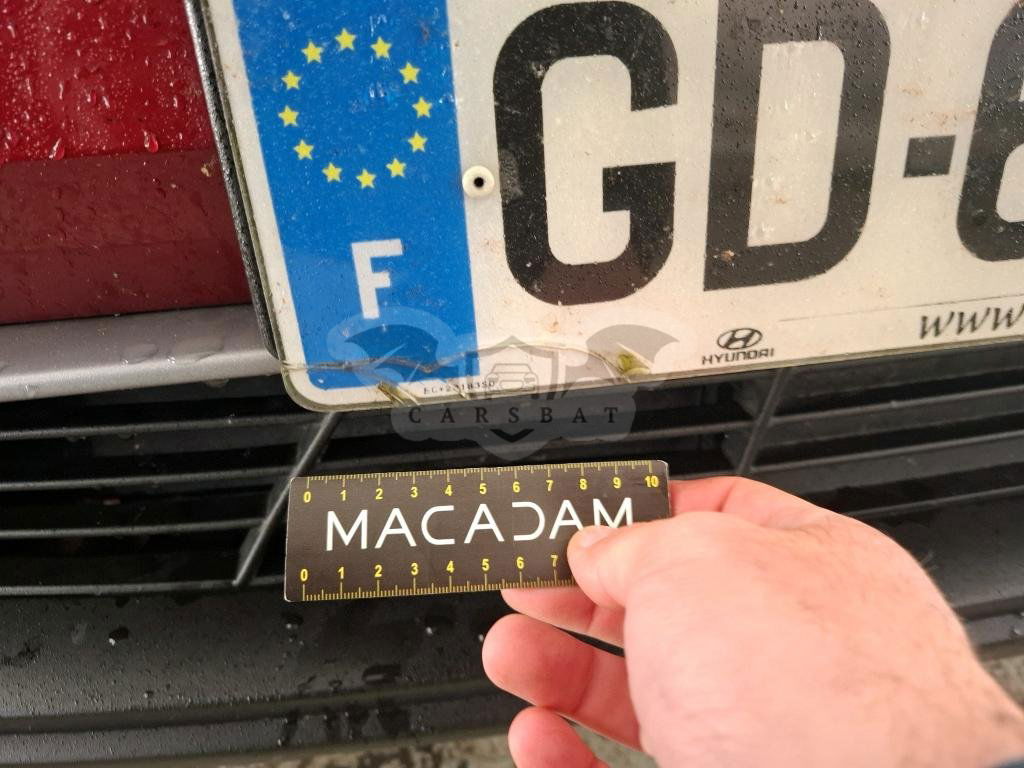 F
GD-
HYUNDAI
www
CARSBAT
0 1 2 3 4 5 6 7 8 9 10
MACADAM
0 1 2 3 4 5 6 7